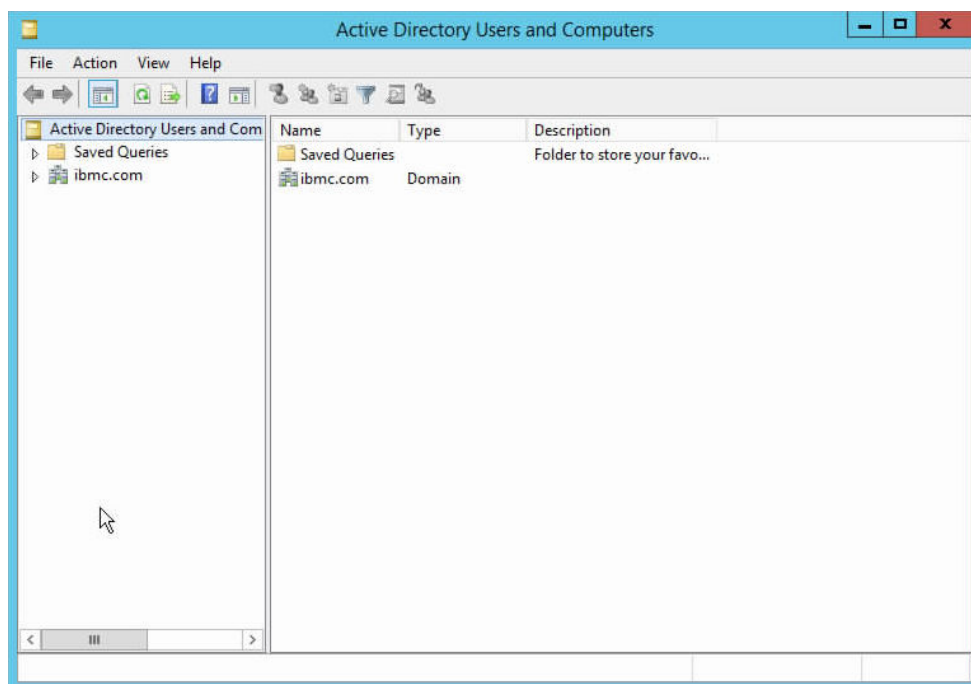 Active Directory Users and Computers
File Action View Help
Active Directory Users and Com
Saved Queries
ibmc.com
Name Type Description
Saved Queries Folder to store your favo...
ibmc.com Domain